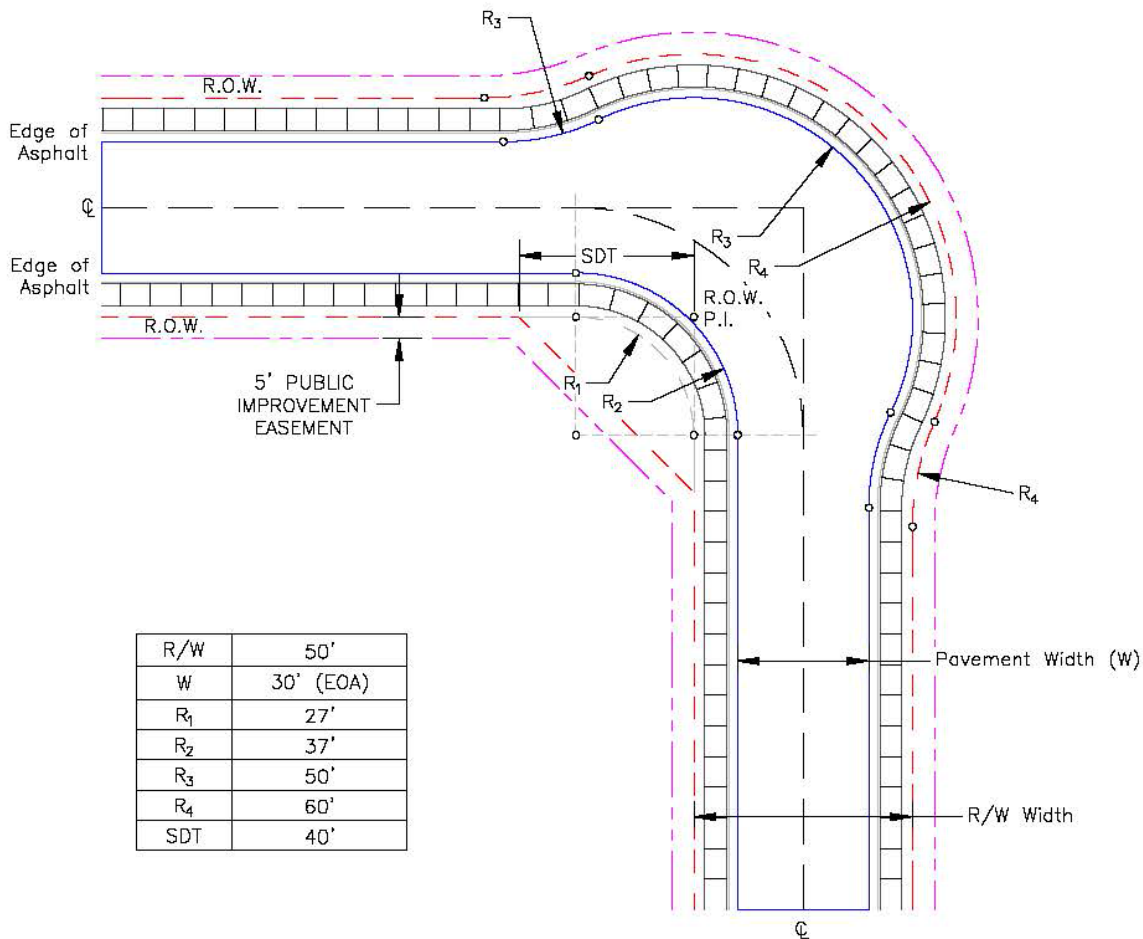 R3
R.O.W.
Edge of
Asphalt
℄
R3
SDT
R4
Edge of
Asphalt
R.O.W.
P.I.
R.O.W.
R1
5' PUBLIC
IMPROVEMENT
EASEMENT
R2
R4
R/W 50'
W 30' (EOA)
R1 27'
R2 37'
R3 50'
R4 60'
SDT 40'
Pavement Width (W)
R/W Width
℄